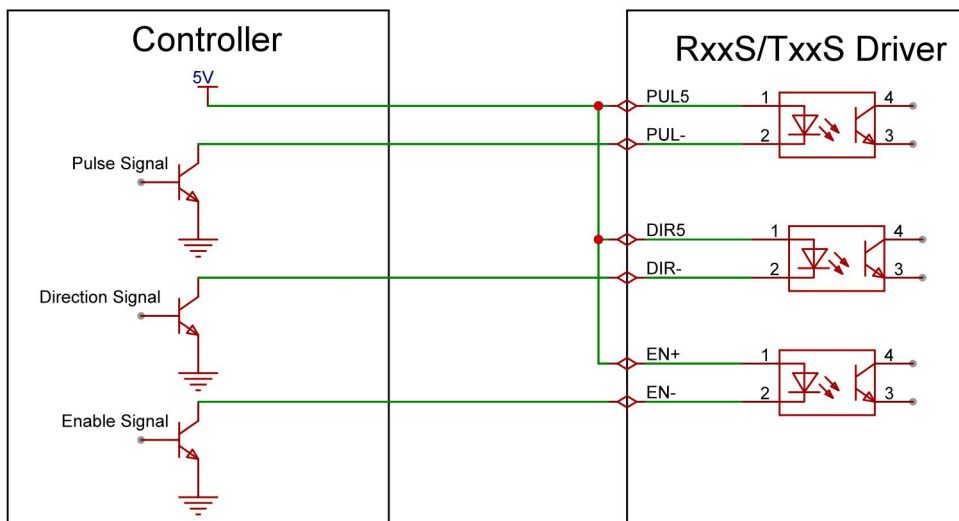 Controller
RxxS/TxxS Driver
5V
PUL5
1
4
PUL-
2
3
Pulse Signal
DIR5
1
4
DIR-
2
3
Direction Signal
EN+
1
4
EN-
2
3
Enable Signal